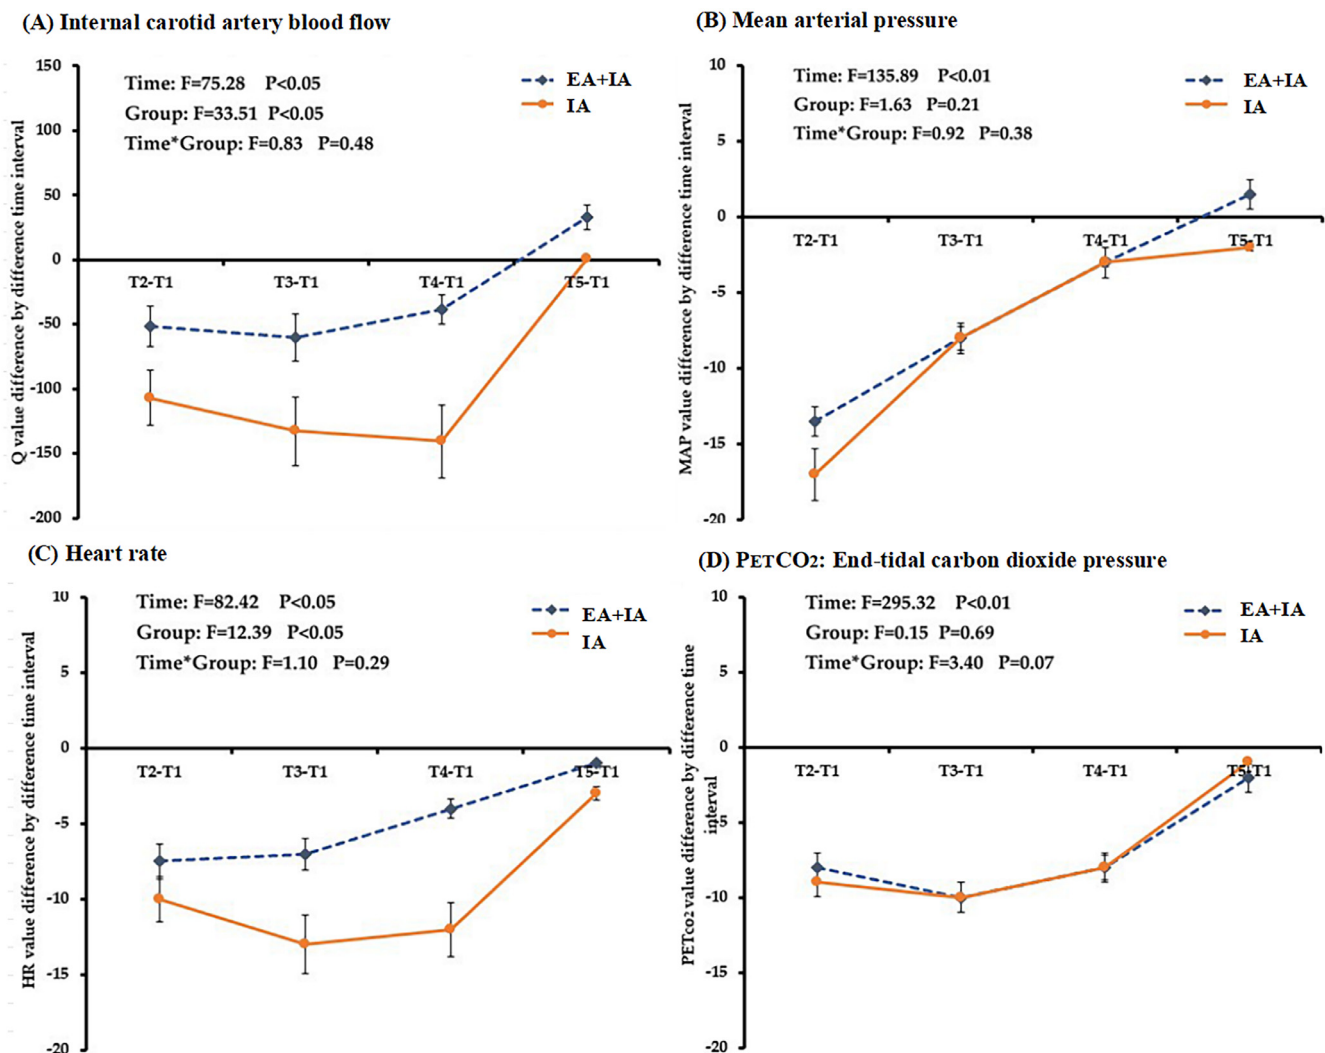 (A) Internal carotid artery blood flow
Time: F=75.28 P<0.05
Group: F=33.51 P<0.05
Time*Group: F=0.83 P=0.48
EA+IA
IA
Q value difference by difference time interval
150
100
50
0
-50
-100
-150
-200
T2-T1
T3-T1
T4-T1
T5-T1
(B) Mean arterial pressure
Time: F=135.89 P<0.01
Group: F=1.63 P=0.21
Time*Group: F=0.92 P=0.38
EA+IA
IA
MAP value difference by difference time interval
10
5
0
-5
-10
-15
-20
T2-T1
T3-T1
T4-T1
T5-T1
(C) Heart rate
Time: F=82.42 P<0.05
Group: F=12.39 P<0.05
Time*Group: F=1.10 P=0.29
EA+IA
IA
HR value difference by difference time interval
10
5
0
-5
-10
-15
-20
T2-T1
T3-T1
T4-T1
T5-T1
(D) PETCO2: End-tidal carbon dioxide pressure
Time: F=295.32 P<0.01
Group: F=0.15 P=0.69
Time*Group: F=3.40 P=0.07
EA+IA
IA
PETco2 value difference by difference time
interval
10
5
0
-5
-10
-15
-20
T2-T1
T3-T1
T4-T1
T5-T1